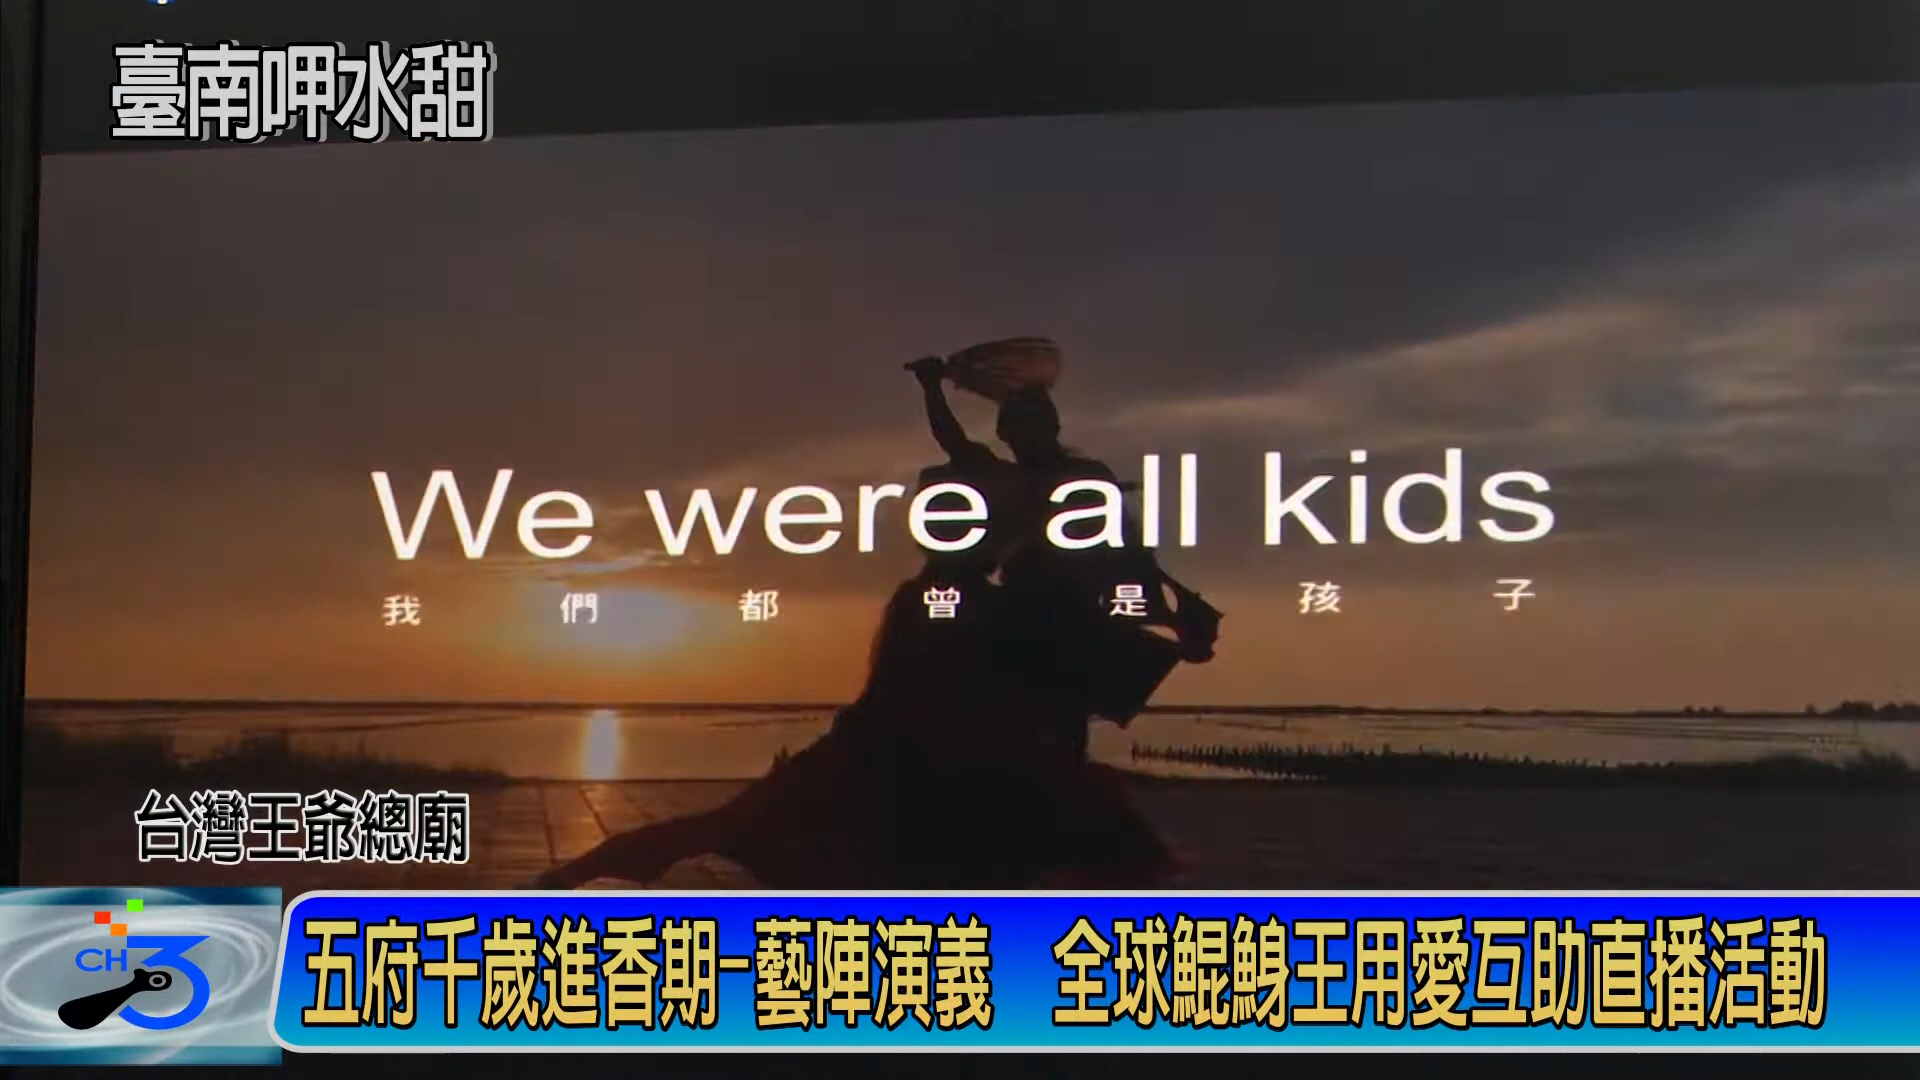 臺南呷水甜
We were all kids
我們都曾是孩子
台灣王爺總廟
CH3
五府千歲進香期-藝陣演義 全球鯤鯓王用愛互助直播活動